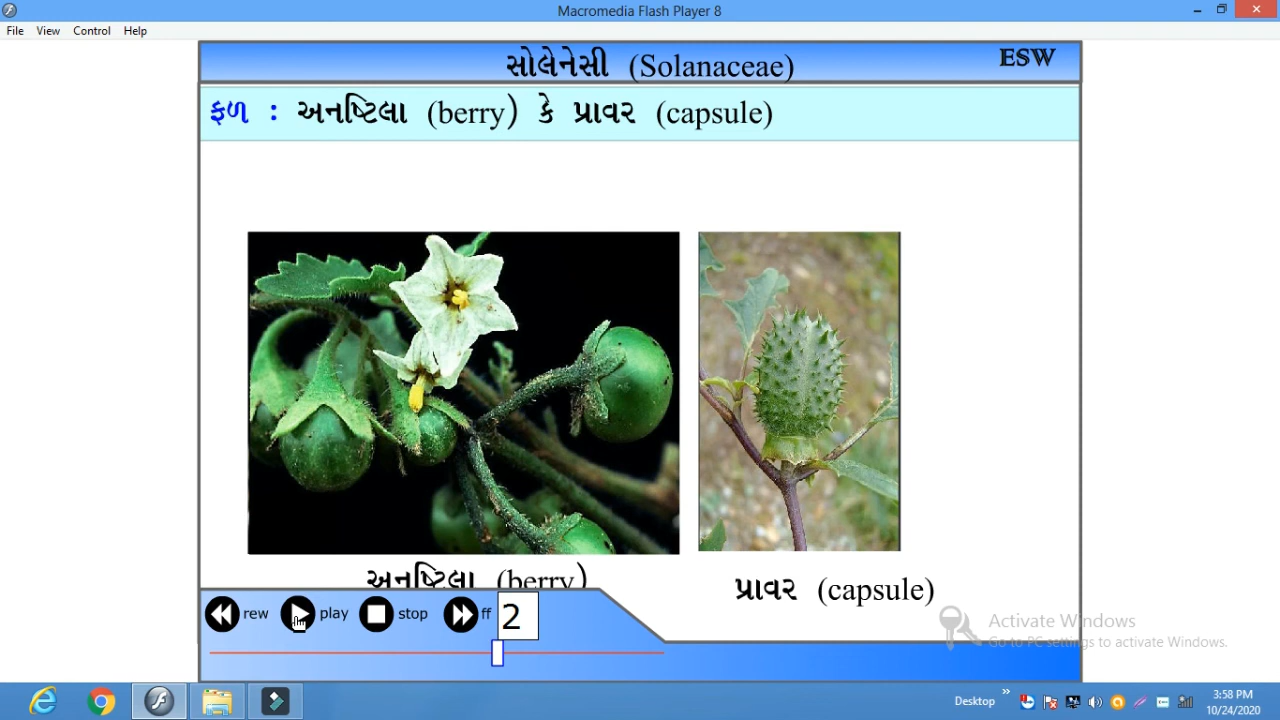 Macromedia Flash Player 8
File View Control Help
સોલેનેસી (Solanaceae)
ESW
ફળ : અનષ્ટિલા (berry) કે પ્રાવર (capsule)
અનષ્ટિલા (berry)
પ્રાવર (capsule)
rew play stop ff 2
Activate Windows
Go to PC settings to activate Windows.
Desktop
3:58 PM
10/24/2020